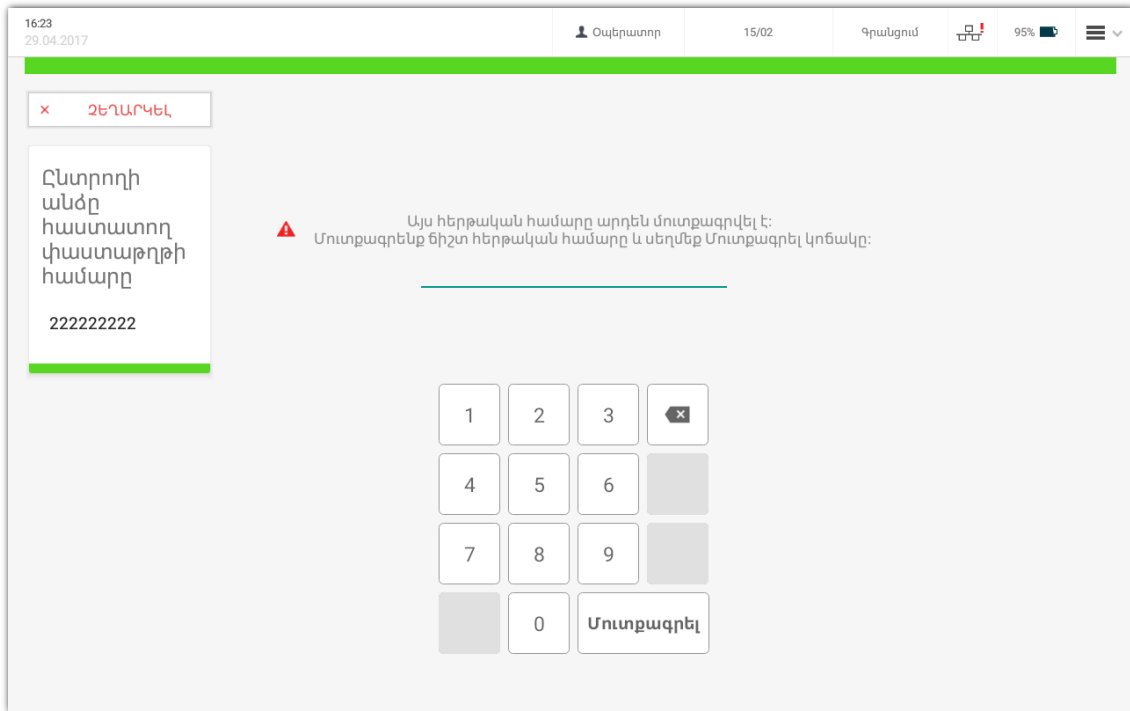 16:23
29.04.2017
Օպերատոր
15/02
Գրանցում
95%
ՉԵՂԱՐԿԵԼ
Ընտրողի
անձը
հաստատող
փաստաթղթի
համարը
222222222
Այս հերթական համարը արդեն մուտքագրվել է:
Մուտքագրենք ճիշտ հերթական համարը և սեղմեք Մուտքագրել կոճակը:
1 2 3
4 5 6
7 8 9
0 Մուտքագրել